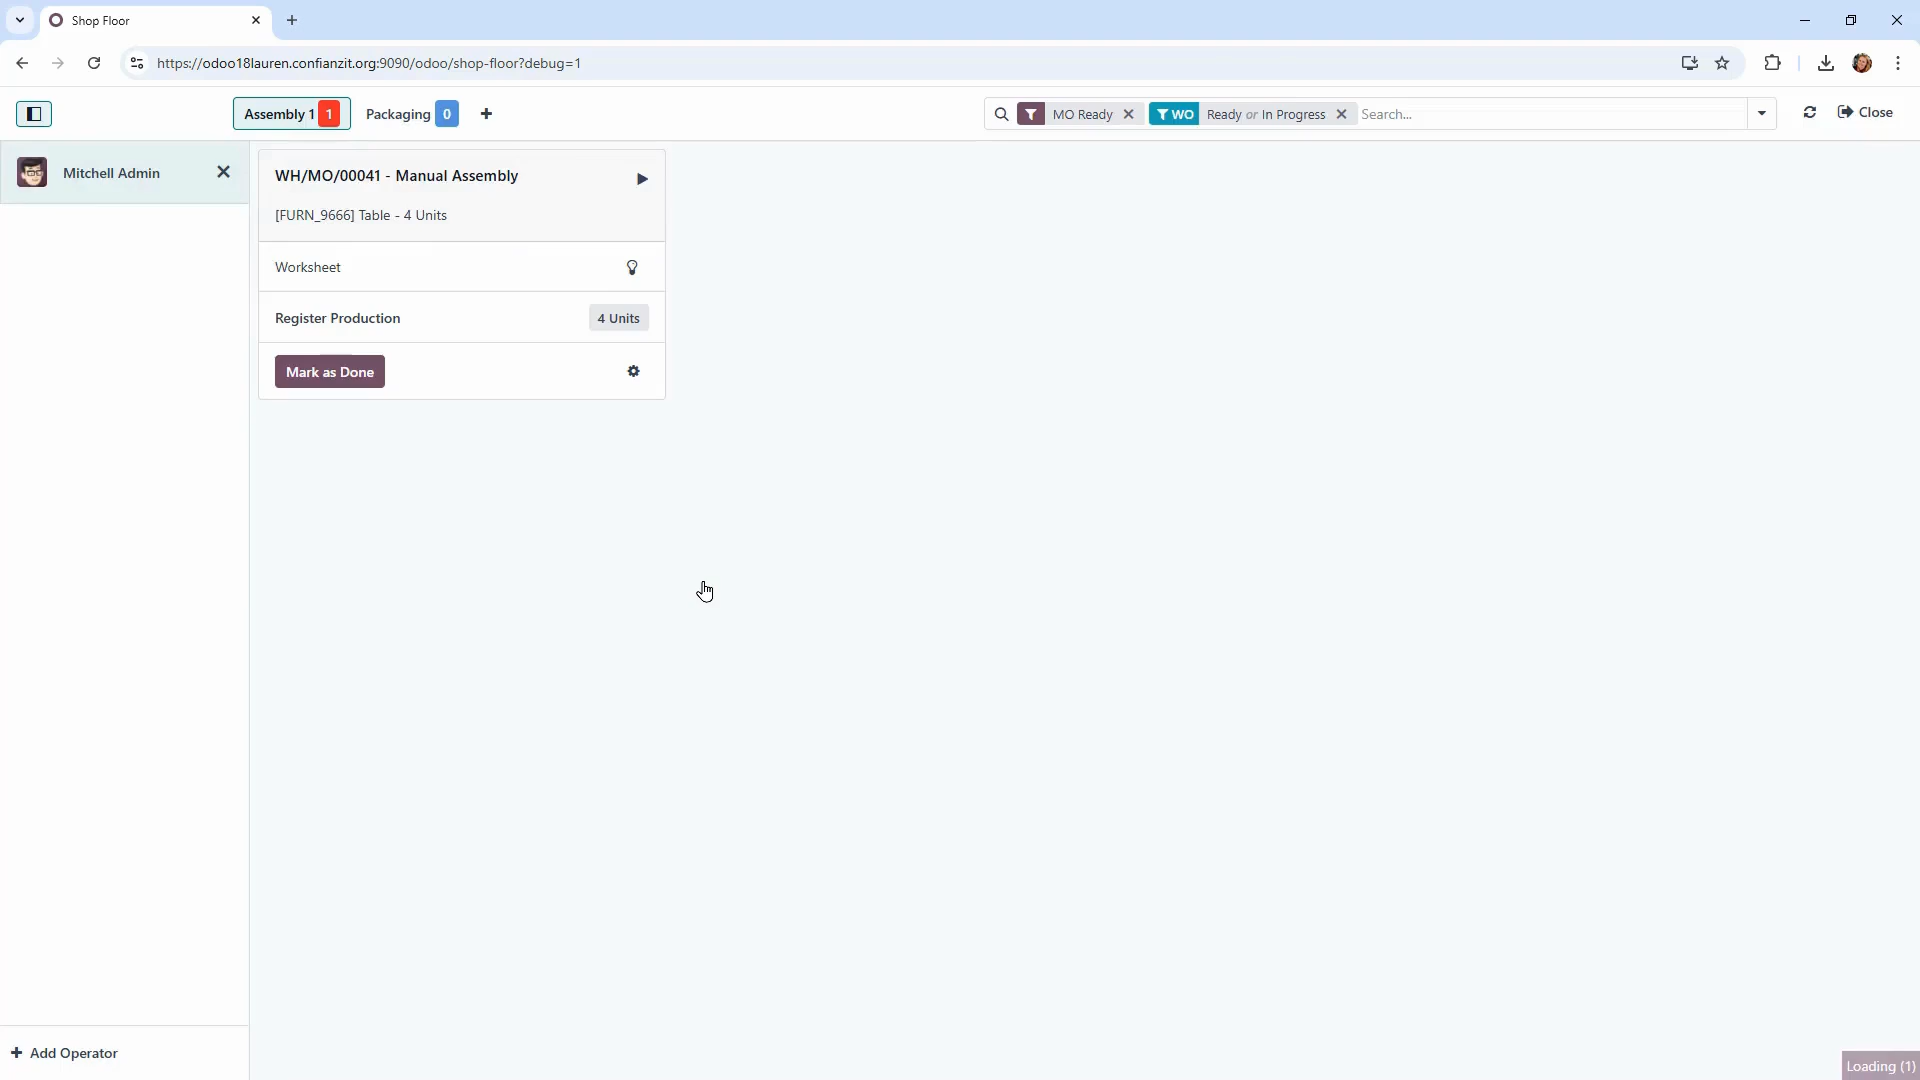 Shop Floor
https://odoo18lauren.confianzit.org:9090/odoo/shop-floor?debug=1
Assembly 1 1 Packaging 0
MO Ready WO Ready or In Progress Search... Close
Mitchell Admin
WH/MO/00041 - Manual Assembly
[FURN_9666] Table - 4 Units
Worksheet
Register Production 4 Units
Mark as Done
Add Operator
Loading (1)